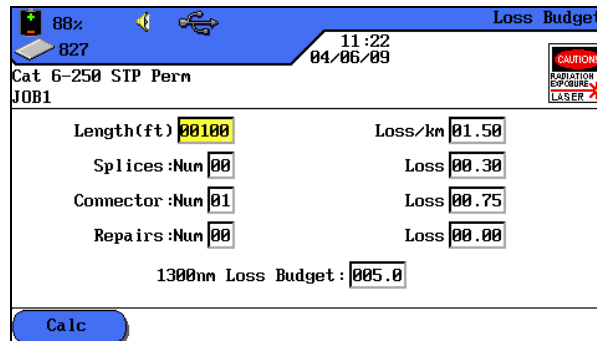 88% Loss Budget
827 11:22
04/06/09
Cat 6-250 STP Perm
JOB1
CAUTION!
RADIATION
EXPOSURE
LASER
Length(ft) 00100 Loss/km 01.50
Splices:Num 00 Loss 00.30
Connector:Num 01 Loss 00.75
Repairs:Num 00 Loss 00.00
1300nm Loss Budget: 005.0
Calc